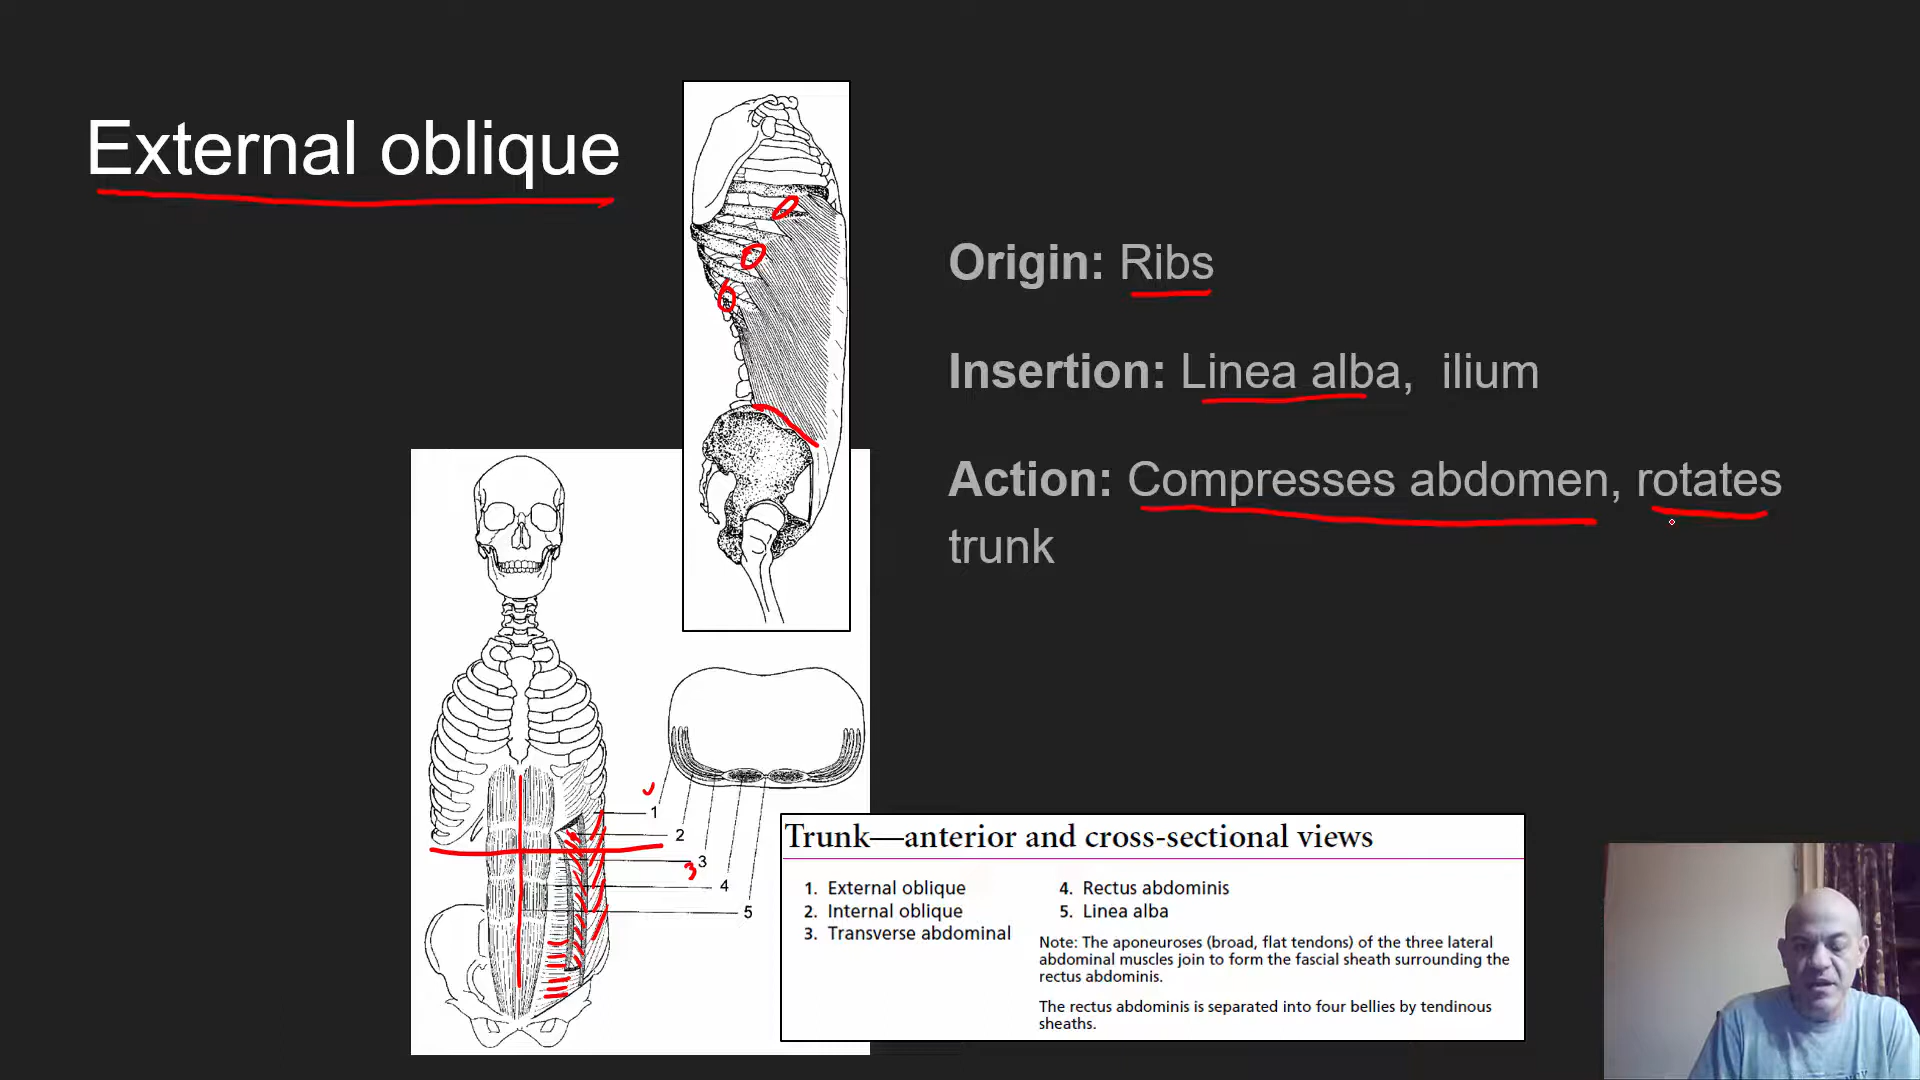 External oblique
Origin: Ribs
Insertion: Linea alba, ilium
Action: Compresses abdomen, rotates
trunk
1
2
3
3
4
5
Trunk—anterior and cross-sectional views
1. External oblique
2. Internal oblique
3. Transverse abdominal
4. Rectus abdominis
5. Linea alba
Note: The aponeuroses (broad, flat tendons) of the three lateral
abdominal muscles join to form the fascial sheath surrounding the
rectus abdominis.
The rectus abdominis is separated into four bellies by tendinous
sheaths.